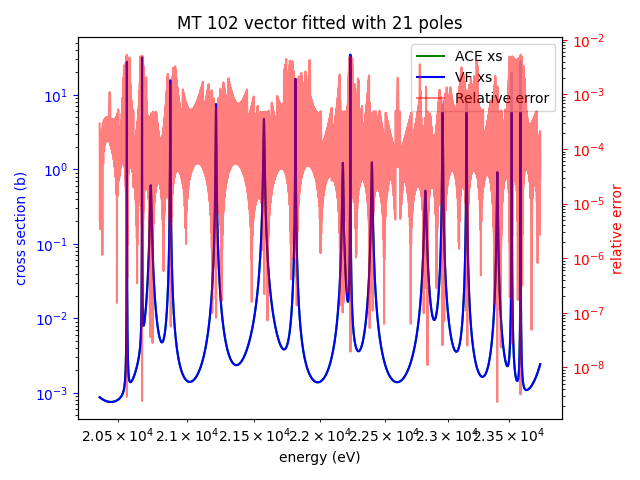 MT 102 vector fitted with 21 poles
ACE xs
VF xs
Relative error
cross section (b)
10¹
10⁰
10⁻¹
10⁻²
10⁻³
10⁻²
10⁻³
10⁻⁴
10⁻⁵
10⁻⁶
10⁻⁷
10⁻⁸
relative error
2.05 × 10⁴ 2.1 × 10⁴ 2.15 × 10⁴ 2.2 × 10⁴ 2.25 × 10⁴ 2.3 × 10⁴ 2.35 × 10⁴
energy (eV)